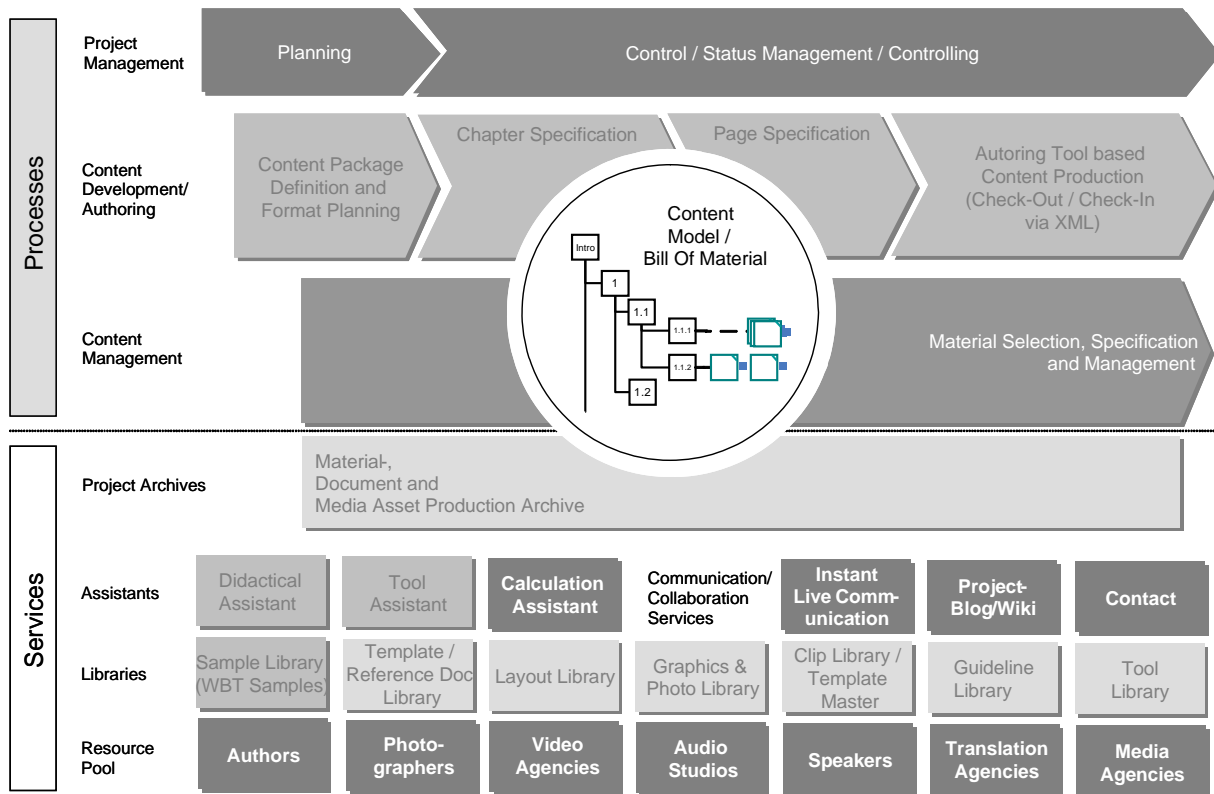 Processes
Project
Management
Planning
Control / Status Management / Controlling
Content
Development/
Authoring
Content Package
Definition and
Format Planning
Chapter Specification
Page Specification
Autoring Tool based
Content Production
(Check-Out / Check-In
via XML)
Content
Model /
Bill Of Material
Intro
1
1.1
1.1.1
1.1.2
1.2
Content
Management
Material Selection, Specification
and Management
Services
Project Archives
Material-,
Document and
Media Asset Production Archive
Assistants
Didactical
Assistant
Tool
Assistant
Calculation
Assistant
Communication/
Collaboration
Services
Instant
Live Comm-
unication
Project-
Blog/Wiki
Contact
Libraries
Sample Library
(WBT Samples)
Template /
Reference Doc
Library
Layout Library
Graphics &
Photo Library
Clip Library /
Template
Master
Guideline
Library
Tool
Library
Resource
Pool
Authors
Photo-
graphers
Video
Agencies
Audio
Studios
Speakers
Translation
Agencies
Media
Agencies